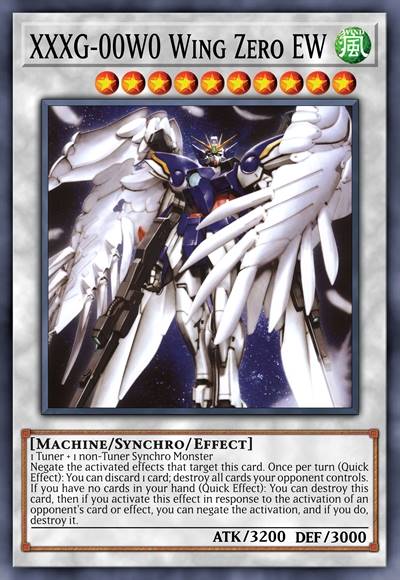 XXXG-00W0 WING ZERO EW
WIND
風
[MACHINE/SYNCHRO/EFFECT]
1 Tuner + 1 non-Tuner Synchro Monster
Negate the activated effects that target this card. Once per turn (Quick
Effect): You can discard 1 card; destroy all cards your opponent controls.
If you have no cards in your hand (Quick Effect): You can destroy
this card, then if you activate this effect in response to the activation of an
opponent's card or effect, you can negate the activation, and if you do,
destroy it.
ATK/3200 DEF/3000